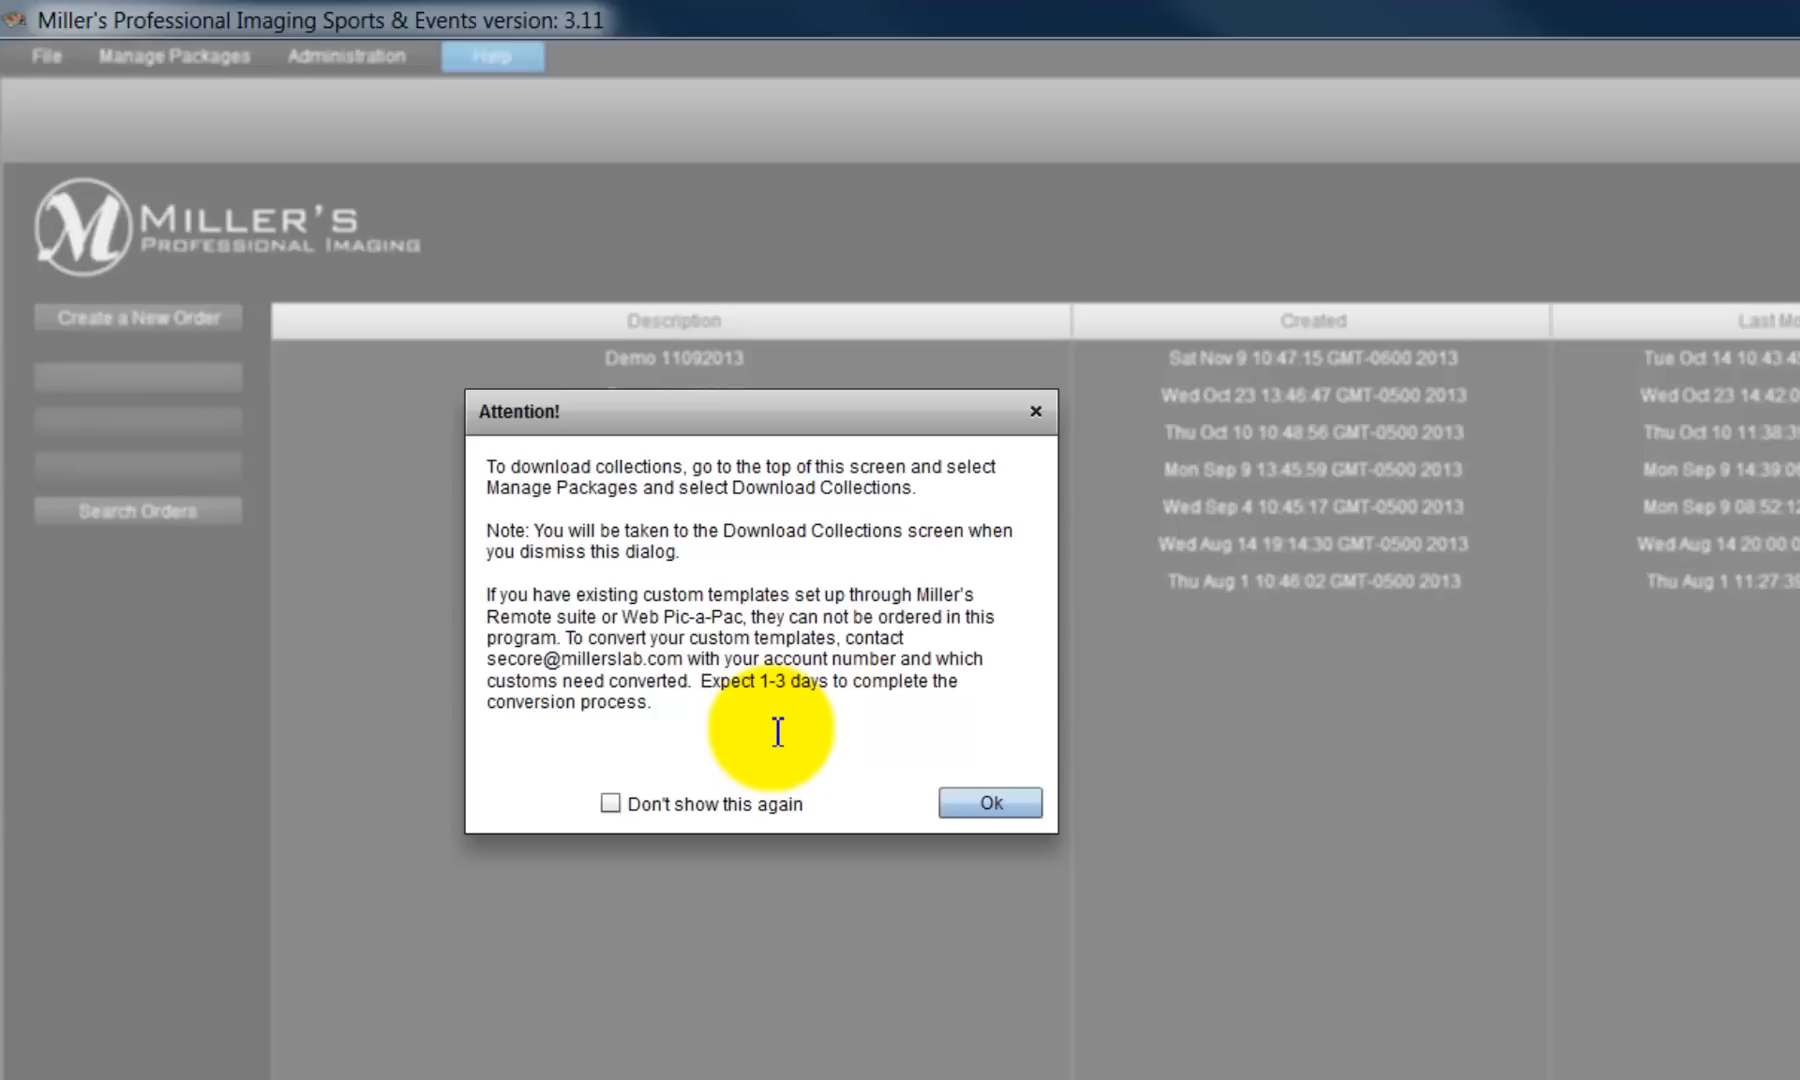 Miller's Professional Imaging Sports & Events version: 3.11
File Manage Packages Administration Help
MILLER'S
PROFESSIONAL IMAGING
Create a New Order
Description Created Last Mo
Demo 11092013 Sat Nov 9 10:47:15 GMT-0600 2013 Tue Oct 14 10:43:4
Wed Oct 23 13:46:47 GMT-0500 2013 Wed Oct 23 14:42:0
Thu Oct 10 10:48:56 GMT-0500 2013 Thu Oct 10 11:38:3
Mon Sep 9 13:45:59 GMT-0500 2013 Mon Sep 9 14:39:0
Search Orders
Wed Sep 4 10:45:17 GMT-0500 2013 Mon Sep 9 08:52:1
Wed Aug 14 19:14:30 GMT-0500 2013 Wed Aug 14 20:00:0
Thu Aug 1 10:46:02 GMT-0500 2013 Thu Aug 1 11:27:3
Attention!
To download collections, go to the top of this screen and select
Manage Packages and select Download Collections.
Note: You will be taken to the Download Collections screen when
you dismiss this dialog.
If you have existing custom templates set up through Miller's
Remote suite or Web Pic-a-Pac, they can not be ordered in this
program. To convert your custom templates, contact
secore@millerslab.com with your account number and which
customs need converted.  Expect 1-3 days to complete the
conversion process.
Don't show this again
Ok